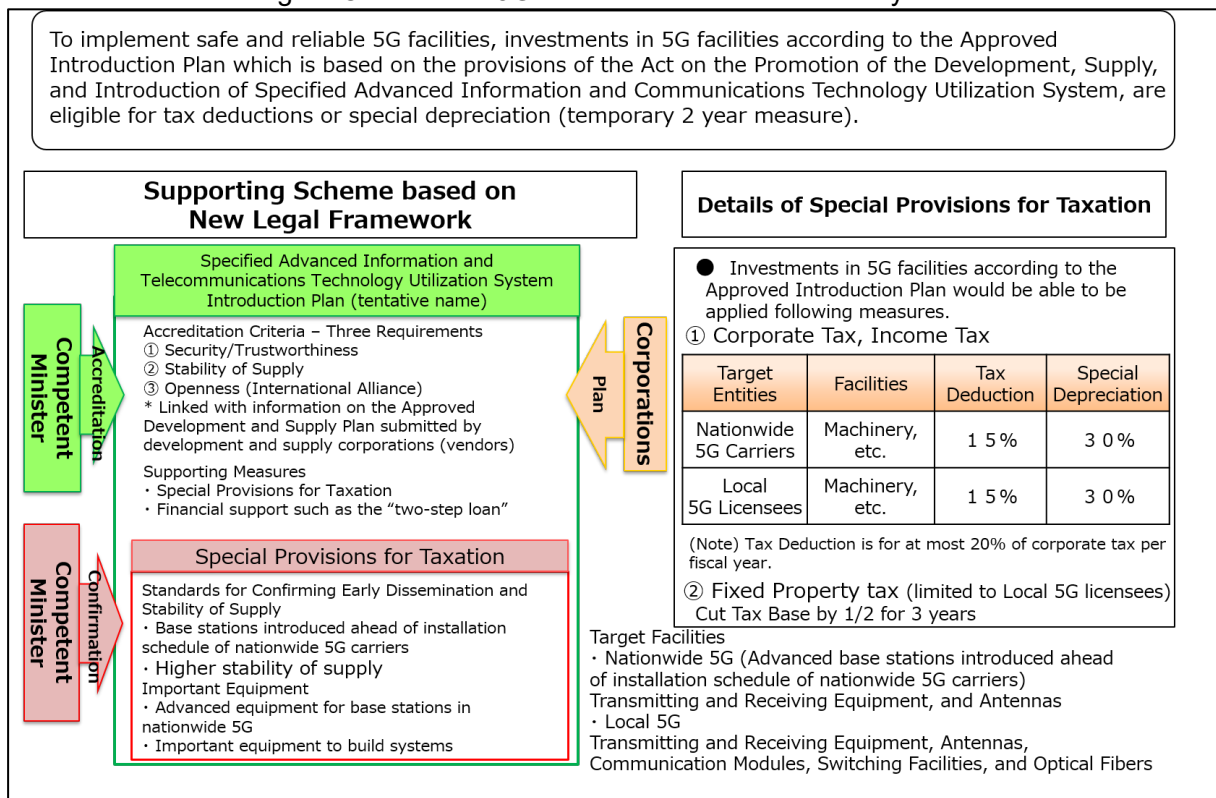 To implement safe and reliable 5G facilities, investments in 5G facilities according to the Approved
Introduction Plan which is based on the provisions of the Act on the Promotion of the Development, Supply,
and Introduction of Specified Advanced Information and Communications Technology Utilization System, are
eligible for tax deductions or special depreciation (temporary 2 year measure).
Supporting Scheme based on
New Legal Framework
Specified Advanced Information and
Telecommunications Technology Utilization System
Introduction Plan (tentative name)
Competent
Minister
Accreditation
Accreditation Criteria – Three Requirements
① Security/Trustworthiness
② Stability of Supply
③ Openness (International Alliance)
* Linked with information on the Approved
Development and Supply Plan submitted by
development and supply corporations (vendors)
Supporting Measures
・Special Provisions for Taxation
・Financial support such as the “two-step loan”
Corporations
Plan
Competent
Minister
Confirmation
Special Provisions for Taxation
Standards for Confirming Early Dissemination and
Stability of Supply
・Base stations introduced ahead of installation
schedule of nationwide 5G carriers
・Higher stability of supply
Important Equipment
・Advanced equipment for base stations in
nationwide 5G
・Important equipment to build systems
Details of Special Provisions for Taxation
● Investments in 5G facilities according to the
Approved Introduction Plan would be able to be
applied following measures.
① Corporate Tax, Income Tax
Target Entities Facilities Tax Deduction Special Depreciation
Nationwide 5G Carriers Machinery, etc. 15% 30%
Local 5G Licensees Machinery, etc. 15% 30%
(Note) Tax Deduction is for at most 20% of corporate tax per
fiscal year.
② Fixed Property tax (limited to Local 5G licensees)
Cut Tax Base by 1/2 for 3 years
Target Facilities
・Nationwide 5G (Advanced base stations introduced ahead
of installation schedule of nationwide 5G carriers)
Transmitting and Receiving Equipment, and Antennas
・Local 5G
Transmitting and Receiving Equipment, Antennas,
Communication Modules, Switching Facilities, and Optical Fibers